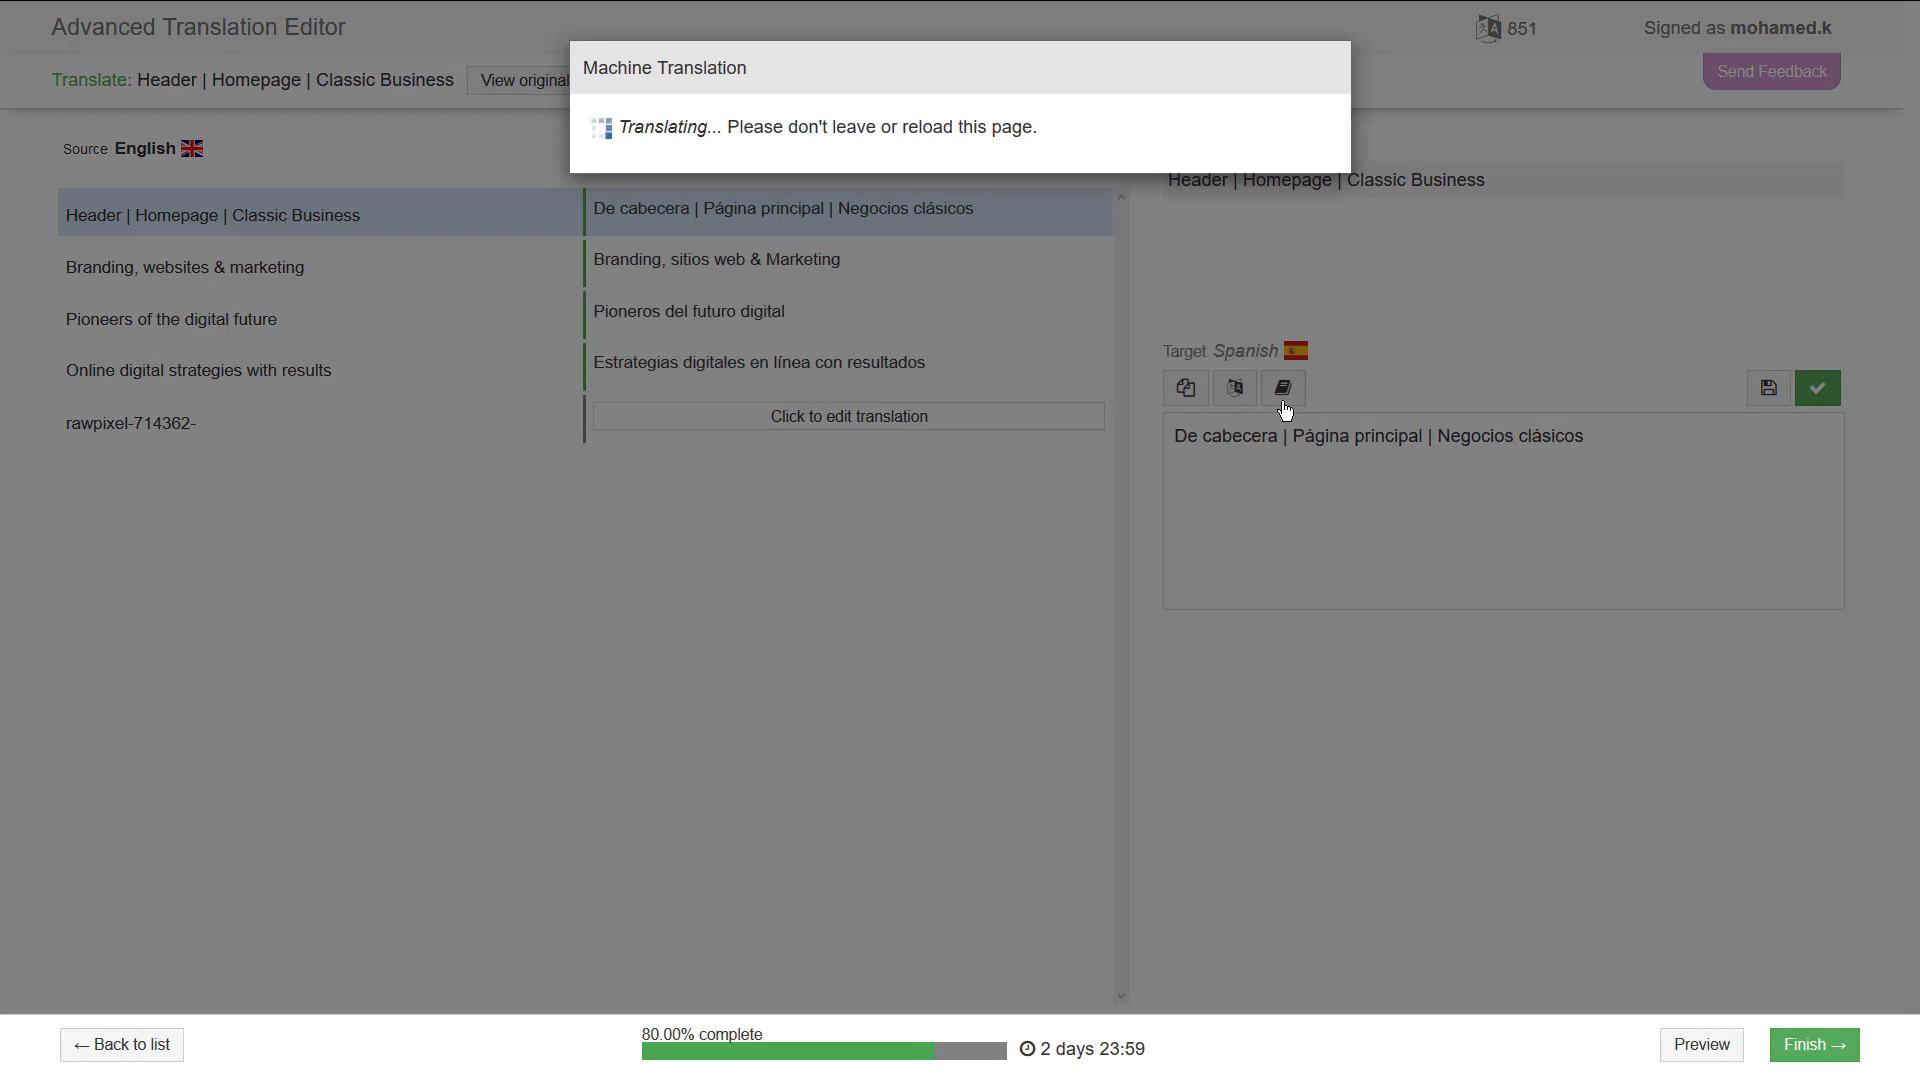 Advanced Translation Editor
851
Signed as mohamed.k
Translate: Header | Homepage | Classic Business
View original
Send Feedback
Machine Translation
Translating... Please don't leave or reload this page.
Source English
Header | Homepage | Classic Business
Header | Homepage | Classic Business
De cabecera | Página principal | Negocios clásicos
Branding, websites & marketing
Branding, sitios web & Marketing
Pioneers of the digital future
Pioneros del futuro digital
Online digital strategies with results
Estrategias digitales en línea con resultados
rawpixel-714362-
Click to edit translation
Target Spanish
De cabecera | Página principal | Negocios clásicos
← Back to list
80.00% complete
2 days 23:59
Preview
Finish →